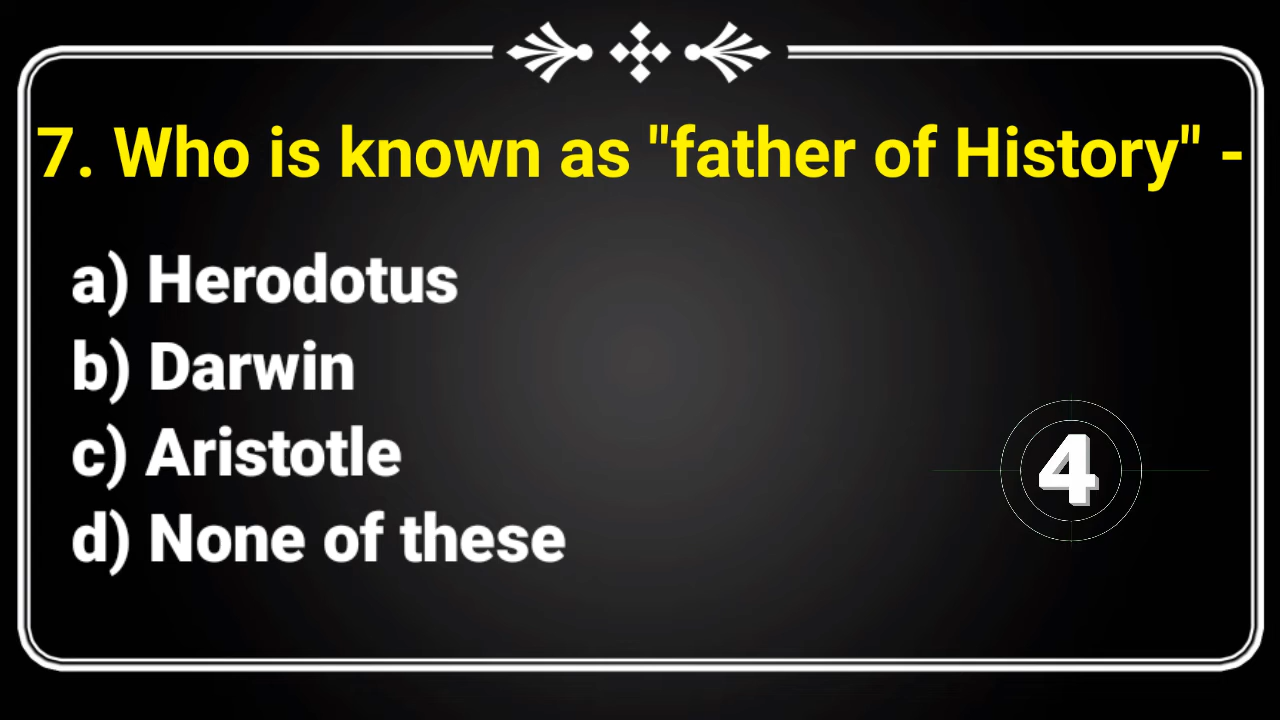 7. Who is known as "father of History" -
a) Herodotus
b) Darwin
c) Aristotle
d) None of these
4